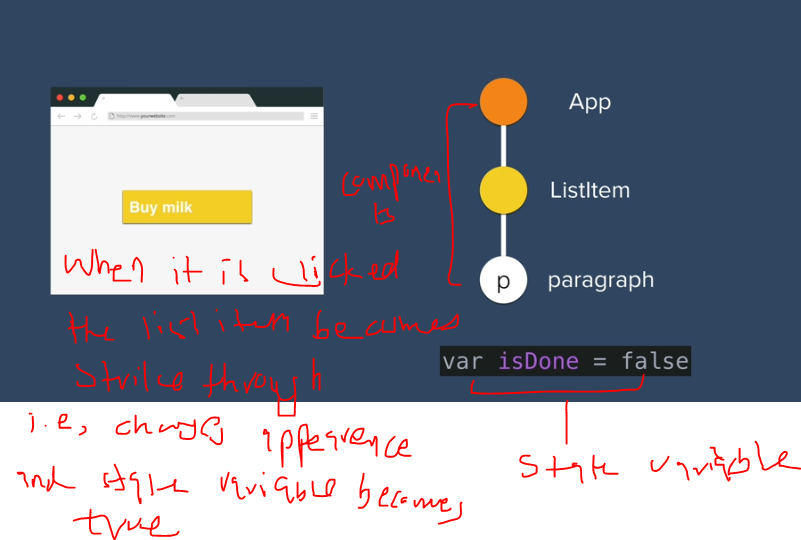 http://www.yourwebsite.com
Buy milk
App
ListItem
p
paragraph
components
When it is clicked
the list item becomes
strike through
var isDone = false
i.e, changes appearence
and state variable becomes
true
state variable